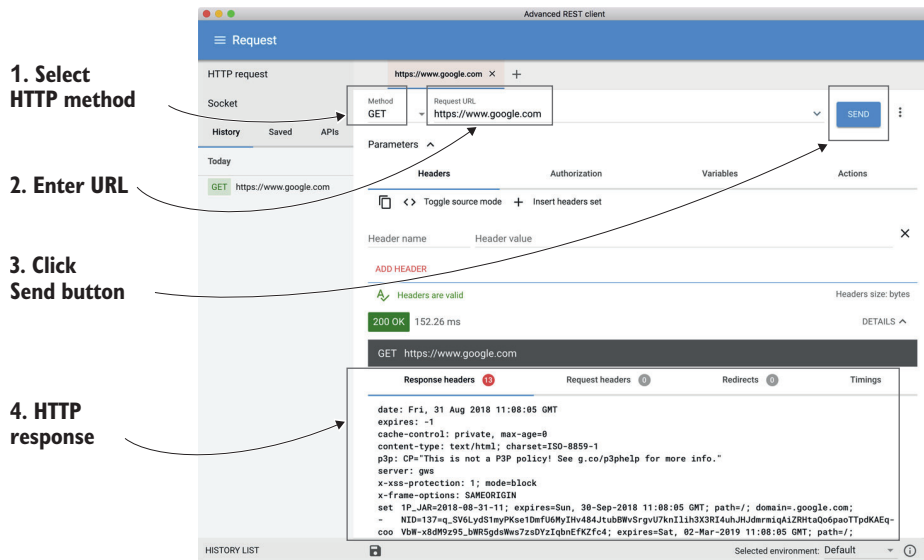 Advanced REST client
Request
1. Select
HTTP method
2. Enter URL
3. Click
Send button
4. HTTP
response
HTTP request
Socket
History Saved APIs
Today
GET https://www.google.com
HISTORY LIST
https://www.google.com × +
Method
GET
Request URL
https://www.google.com
SEND
Parameters
Headers Authorization Variables Actions
<> Toggle source mode + Insert headers set
Header name Header value
ADD HEADER
Headers are valid Headers size: bytes
200 OK 152.26 ms DETAILS
GET https://www.google.com
Response headers 13 Request headers 0 Redirects 0 Timings
date: Fri, 31 Aug 2018 11:08:05 GMT
expires: -1
cache-control: private, max-age=0
content-type: text/html; charset=ISO-8859-1
p3p: CP="This is not a P3P policy! See g.co/p3phelp for more info."
server: gws
x-xss-protection: 1; mode=block
x-frame-options: SAMEORIGIN
set 1P_JAR=2018-08-31-11; expires=Sun, 30-Sep-2018 11:08:05 GMT; path=/; domain=.google.com;
- NID=137=q_SV6LydS1myPKse1DmfU6MyIHv484JtubBWvSrgvU7knIlih3X3RI4uhJHJdmrmiqAiZRHtaQo6paoTTpdKAEq-
coo VbW-x8dM9z95_bWR5gdsWws7zsDYzIqbnEfKZfc4; expires=Sat, 02-Mar-2019 11:08:05 GMT; path=/;
Selected environment: Default